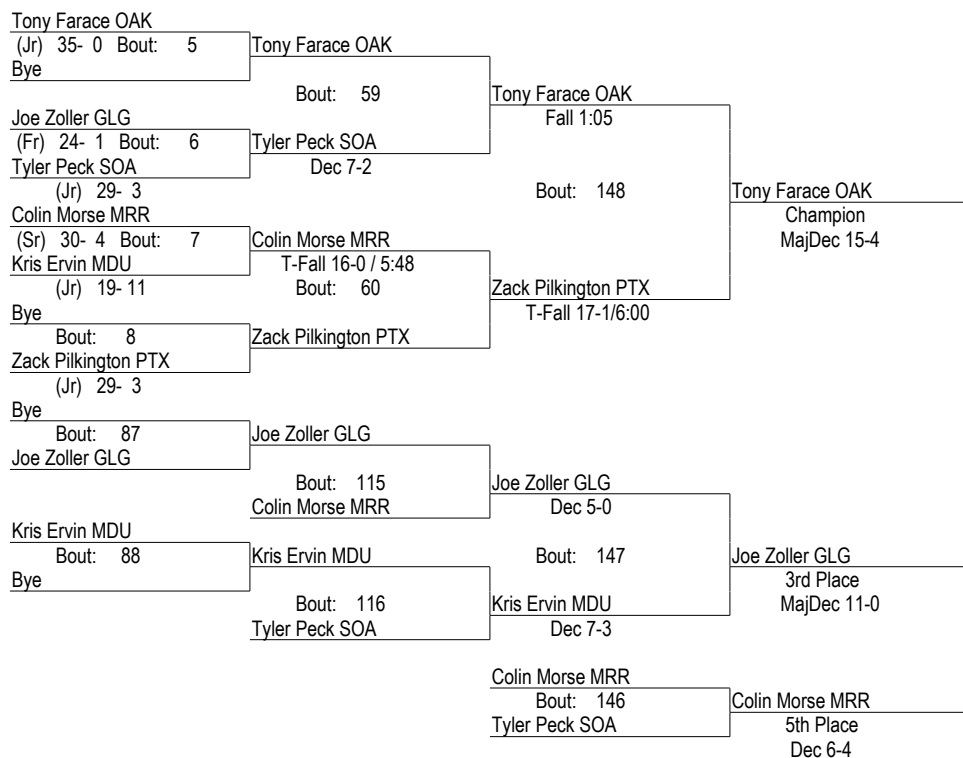 Tony Farace OAK
(Jr) 35- 0 Bout: 5 Tony Farace OAK
Bye
Bout: 59 Tony Farace OAK
Joe Zoller GLG Fall 1:05
(Fr) 24- 1 Bout: 6 Tyler Peck SOA
Tyler Peck SOA Dec 7-2
(Jr) 29- 3 Bout: 148 Tony Farace OAK
Colin Morse MRR Champion
(Sr) 30- 4 Bout: 7 Colin Morse MRR MajDec 15-4
Kris Ervin MDU T-Fall 16-0 / 5:48
(Jr) 19- 11 Bout: 60 Zack Pilkington PTX
Bye T-Fall 17-1/6:00
Bout: 8 Zack Pilkington PTX
Zack Pilkington PTX
(Jr) 29- 3
Bye
Bout: 87 Joe Zoller GLG
Joe Zoller GLG
Bout: 115 Joe Zoller GLG
Colin Morse MRR Dec 5-0
Kris Ervin MDU
Bout: 88 Kris Ervin MDU Bout: 147 Joe Zoller GLG
Bye 3rd Place
Bout: 116 Kris Ervin MDU MajDec 11-0
Tyler Peck SOA Dec 7-3
Colin Morse MRR
Bout: 146 Colin Morse MRR
Tyler Peck SOA 5th Place
Dec 6-4